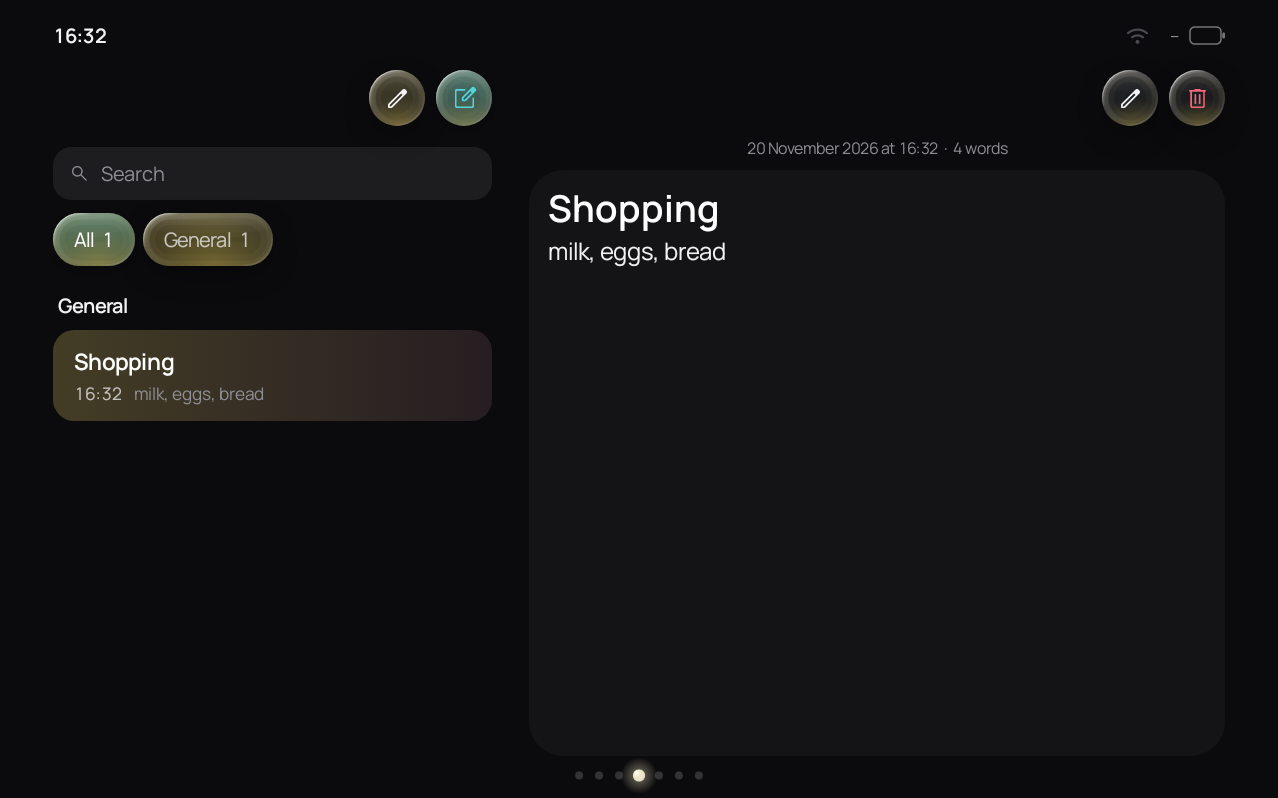 16:32
–
Search
All 1
General 1
General
Shopping
16:32 milk, eggs, bread
20 November 2026 at 16:32 · 4 words
Shopping
milk, eggs, bread